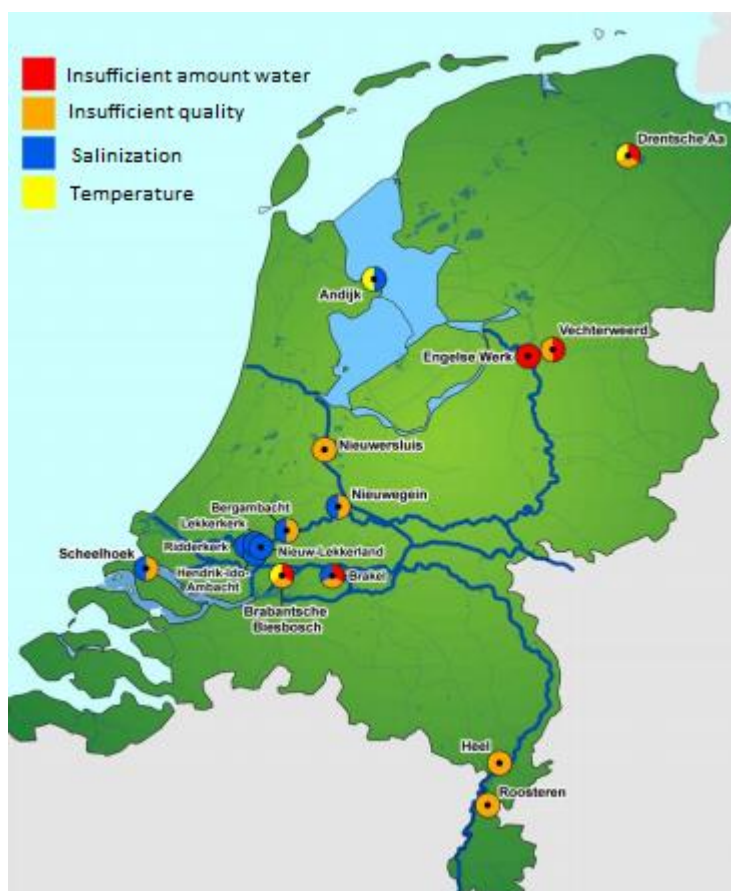 Insufficient amount water
Insufficient quality
Salinization
Temperature
Drentsche Aa
Andijk
Vechterweerd
Engelse Werk
Nieuwersluis
Nieuwegein
Bergambacht
Lekkerkerk
Ridderkerk
Nieuw-Lekkerland
Scheelhoek
Hendrik-Ido-
Ambacht
Brakel
Brabantsche
Biesbosch
Heel
Roosteren